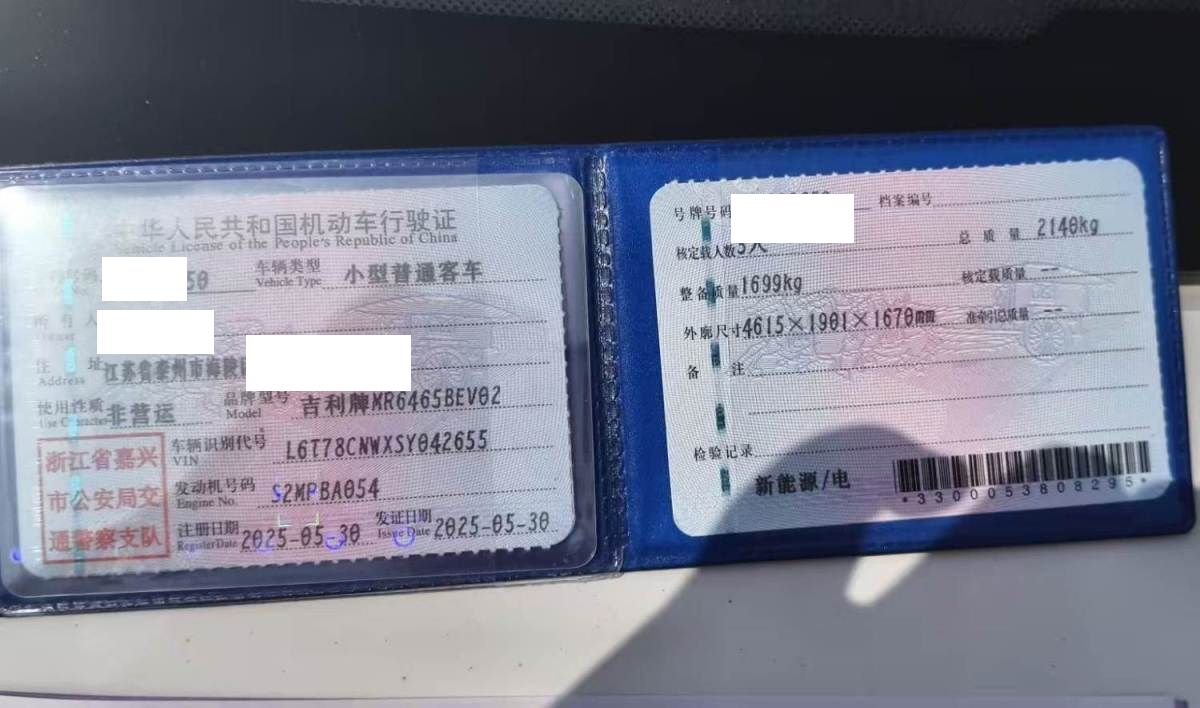 中华人民共和国机动车行驶证
Vehicle License of the People's Republic of China
50
车辆类型
Vehicle Type
小型普通客车
所有人
注 址
Address
江苏省泰州市海陵
使用性质
Use Character
非营运
品牌型号
Model
吉利牌MR6465BEV02
车辆识别代号
VIN
L6T78CNWXSY042655
发动机号码
Engine No.
S2MPBA054
注册日期
Register Date
2025-05-30
发证日期
Issue Date
2025-05-30
浙江省嘉兴
市公安局交
通警察支队
号牌号码
档案编号
核定载人数 5人
总质量 2140kg
整备质量 1699kg
核定载质量 --
外廓尺寸 4615×1901×1670mm
准牵引总质量 --
备 注
检验记录
新能源/电
*3300053808295*